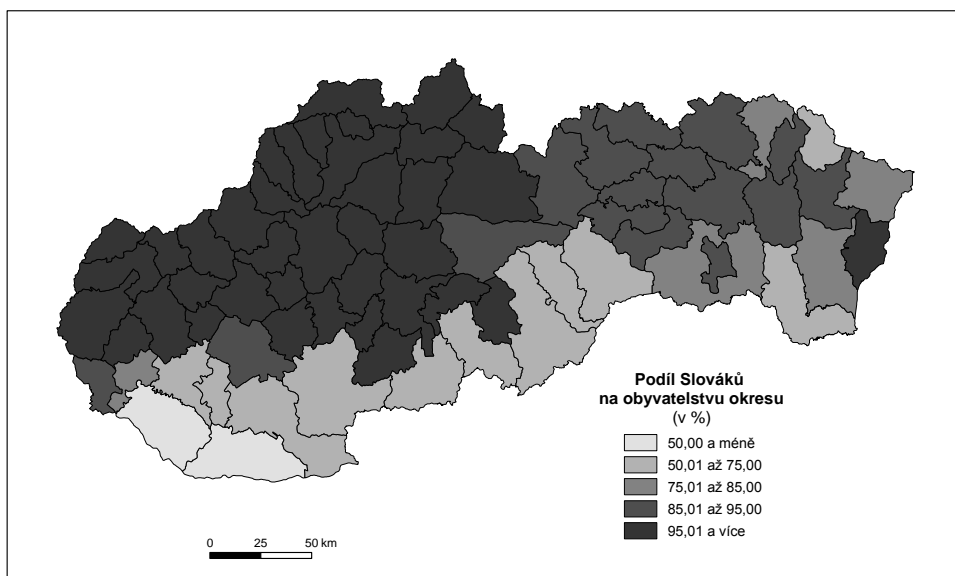 Podíl Slováků
na obyvatelstvu okresu
(v %)
50,00 a méně
50,01 až 75,00
75,01 až 85,00
85,01 až 95,00
95,01 a více
0 25 50 km